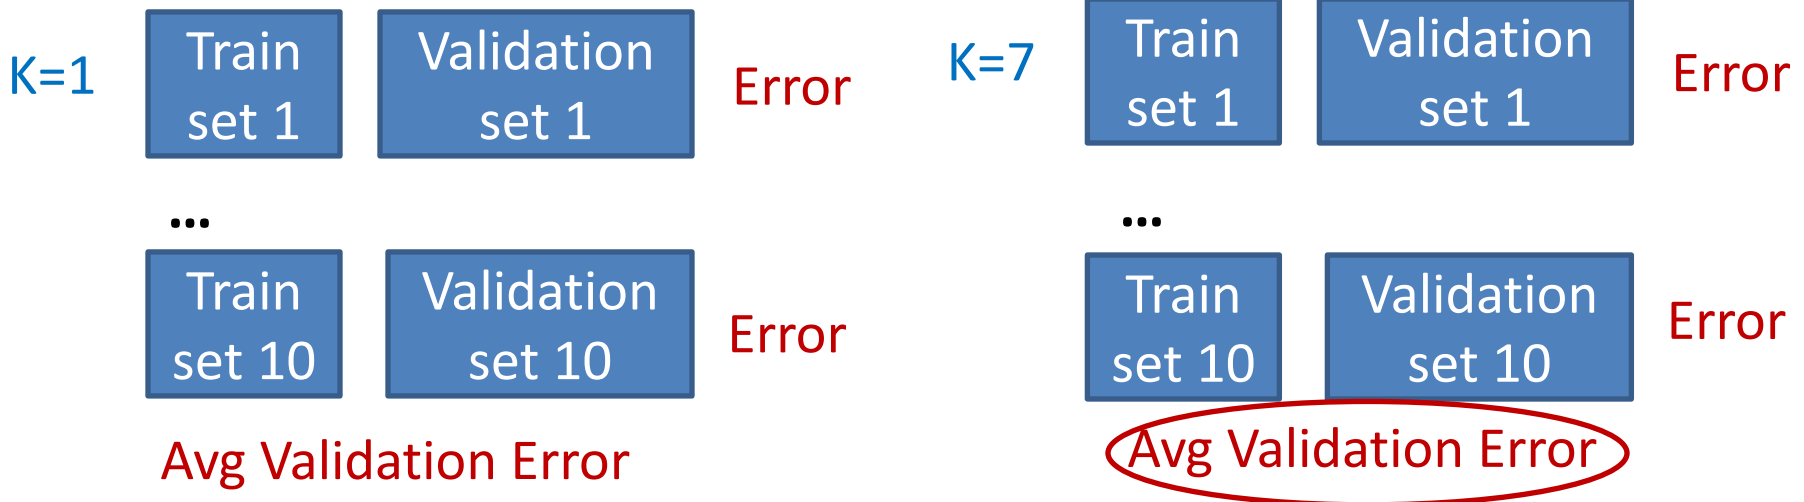 K=1
Train
set 1
Validation
set 1
Error
...
Train
set 10
Validation
set 10
Error
Avg Validation Error
K=7
Train
set 1
Validation
set 1
Error
...
Train
set 10
Validation
set 10
Error
Avg Validation Error